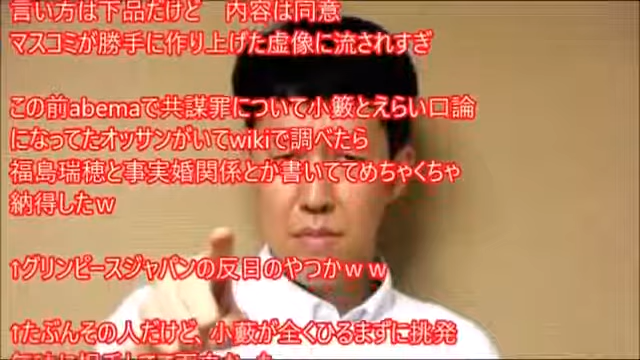 言い方は下品だけど　内容は同意
マスコミが勝手に作り上げた虚像に流されすぎ
この前abemaで共謀罪について小籔とえらい口論
になってたオッサンがいてwikiで調べたら
福島瑞穂と事実婚関係とか書いててめちゃくちゃ
納得したｗ
↑グリンピースジャパンの反日のやつかｗｗ
↑たぶんその人だけど、小籔が全くひるまずに挑発